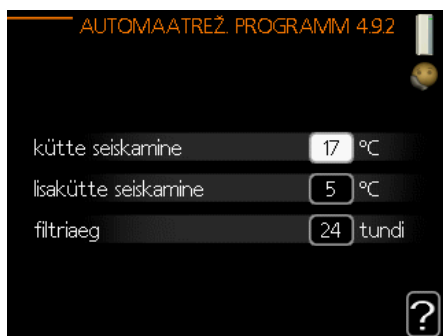 AUTOMAATREŽ. PROGRAMM 4.9.2
kütte seiskamine 17 °C
lisakütte seiskamine 5 °C
filtriaeg 24 tundi
?